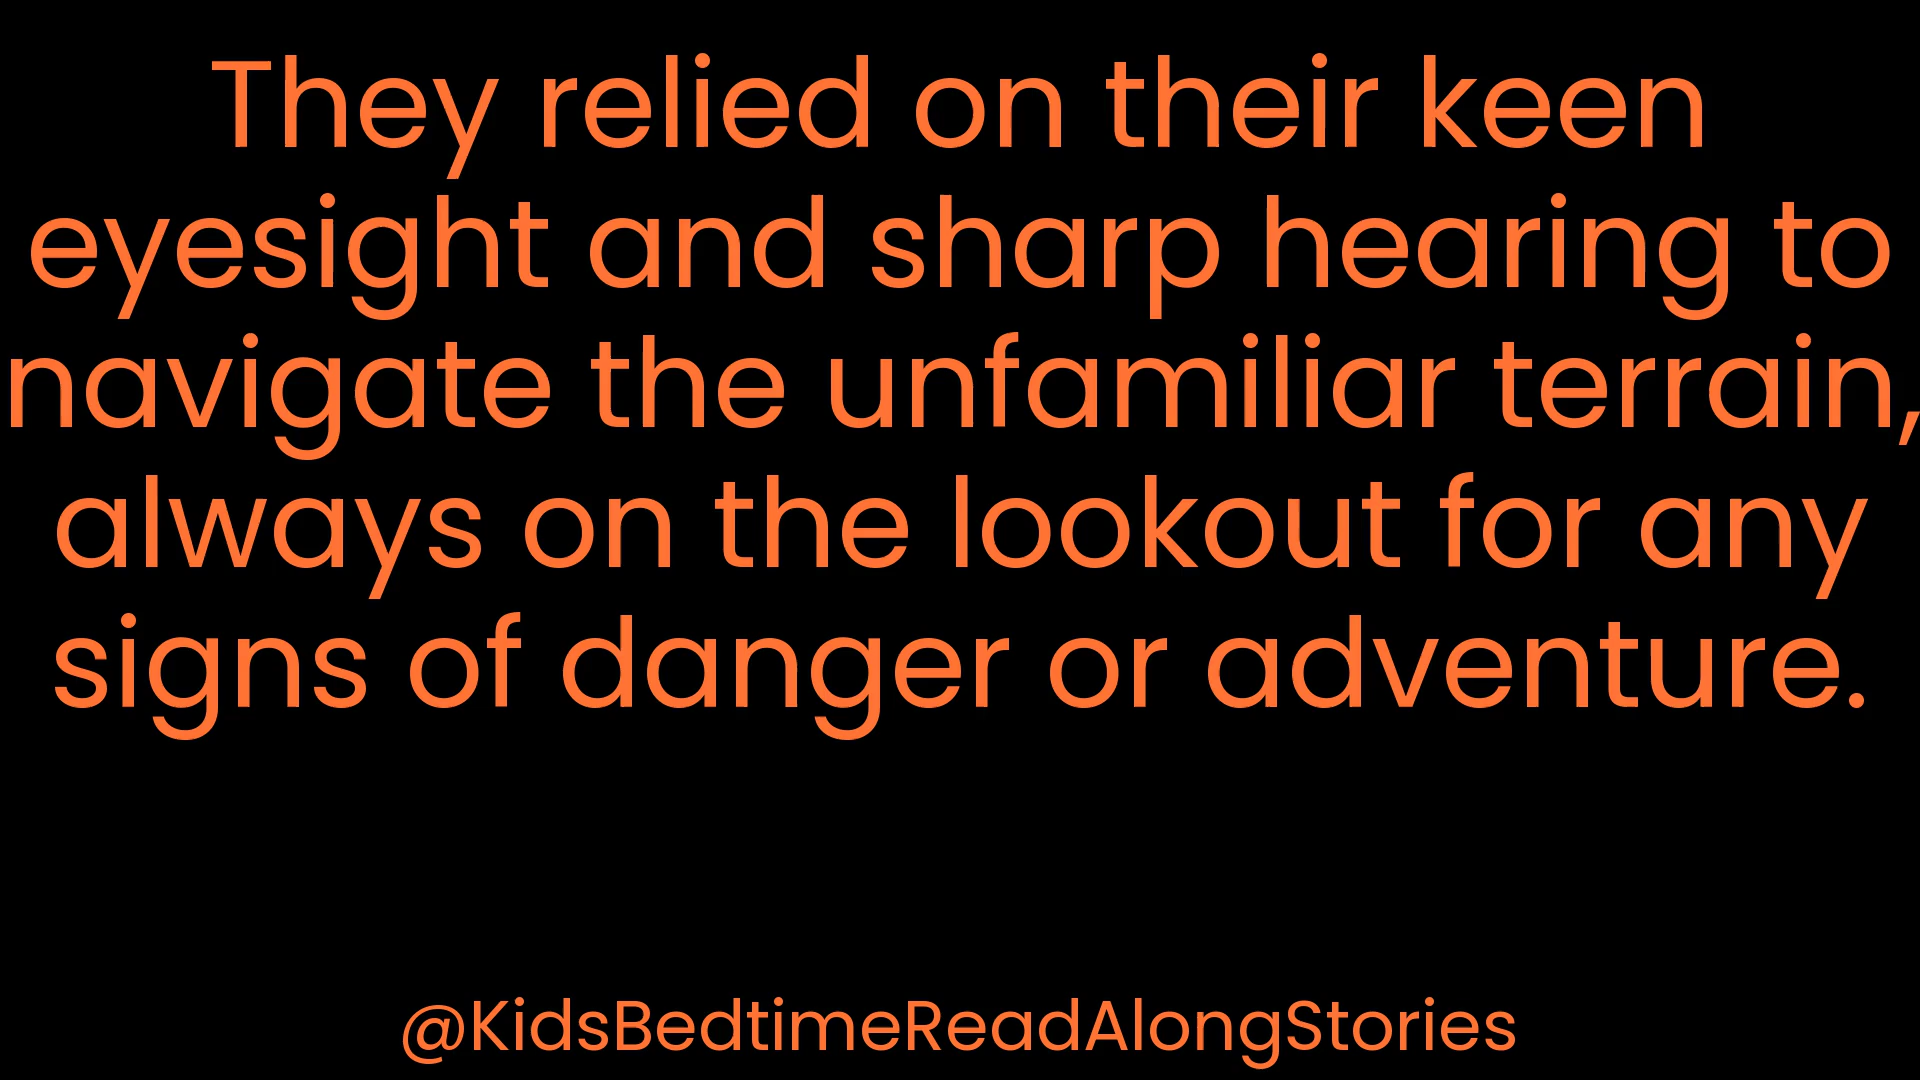 They relied on their keen
eyesight and sharp hearing to
navigate the unfamiliar terrain,
always on the lookout for any
signs of danger or adventure.
@KidsBedtimeReadAlongStories